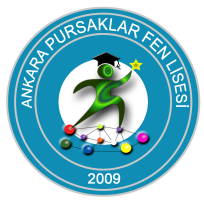 ANKARA PURSAKLAR FEN LİSESİ
2009